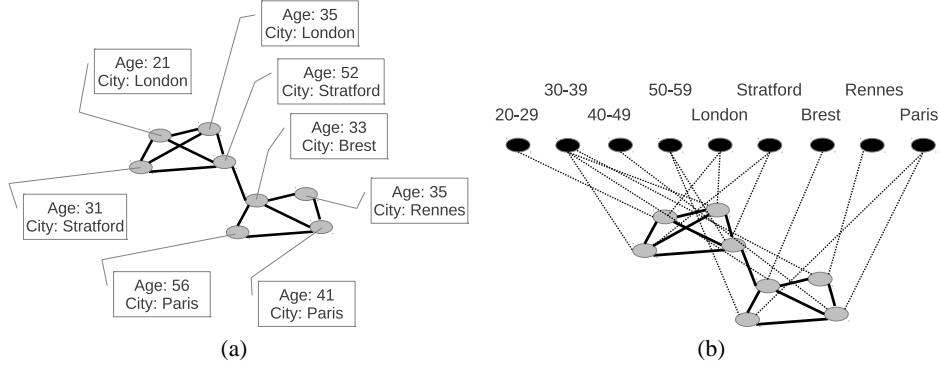 Age: 35
City: London
Age: 21
City: London
Age: 52
City: Stratford
Age: 33
City: Brest
Age: 35
City: Rennes
Age: 31
City: Stratford
Age: 56
City: Paris
Age: 41
City: Paris
(a)
30-39 50-59 Stratford Rennes
20-29 40-49 London Brest Paris
(b)